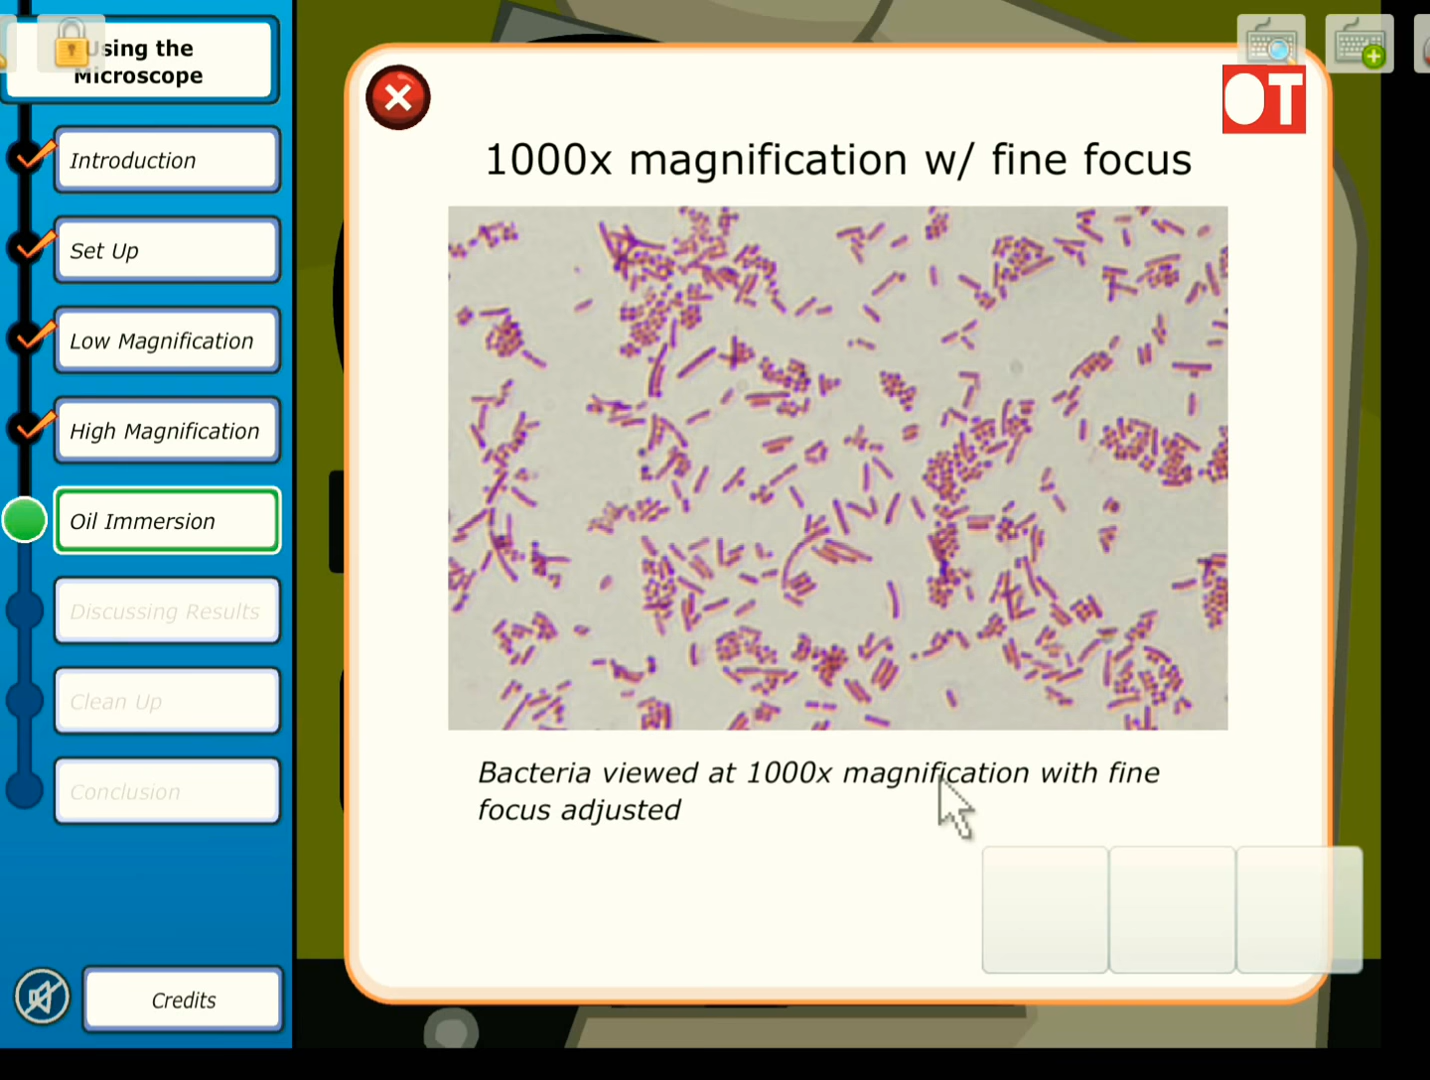 Using the
Microscope
Introduction
Set Up
Low Magnification
High Magnification
Oil Immersion
Discussing Results
Clean Up
Conclusion
Credits
OT
1000x magnification w/ fine focus
Bacteria viewed at 1000x magnification with fine
focus adjusted